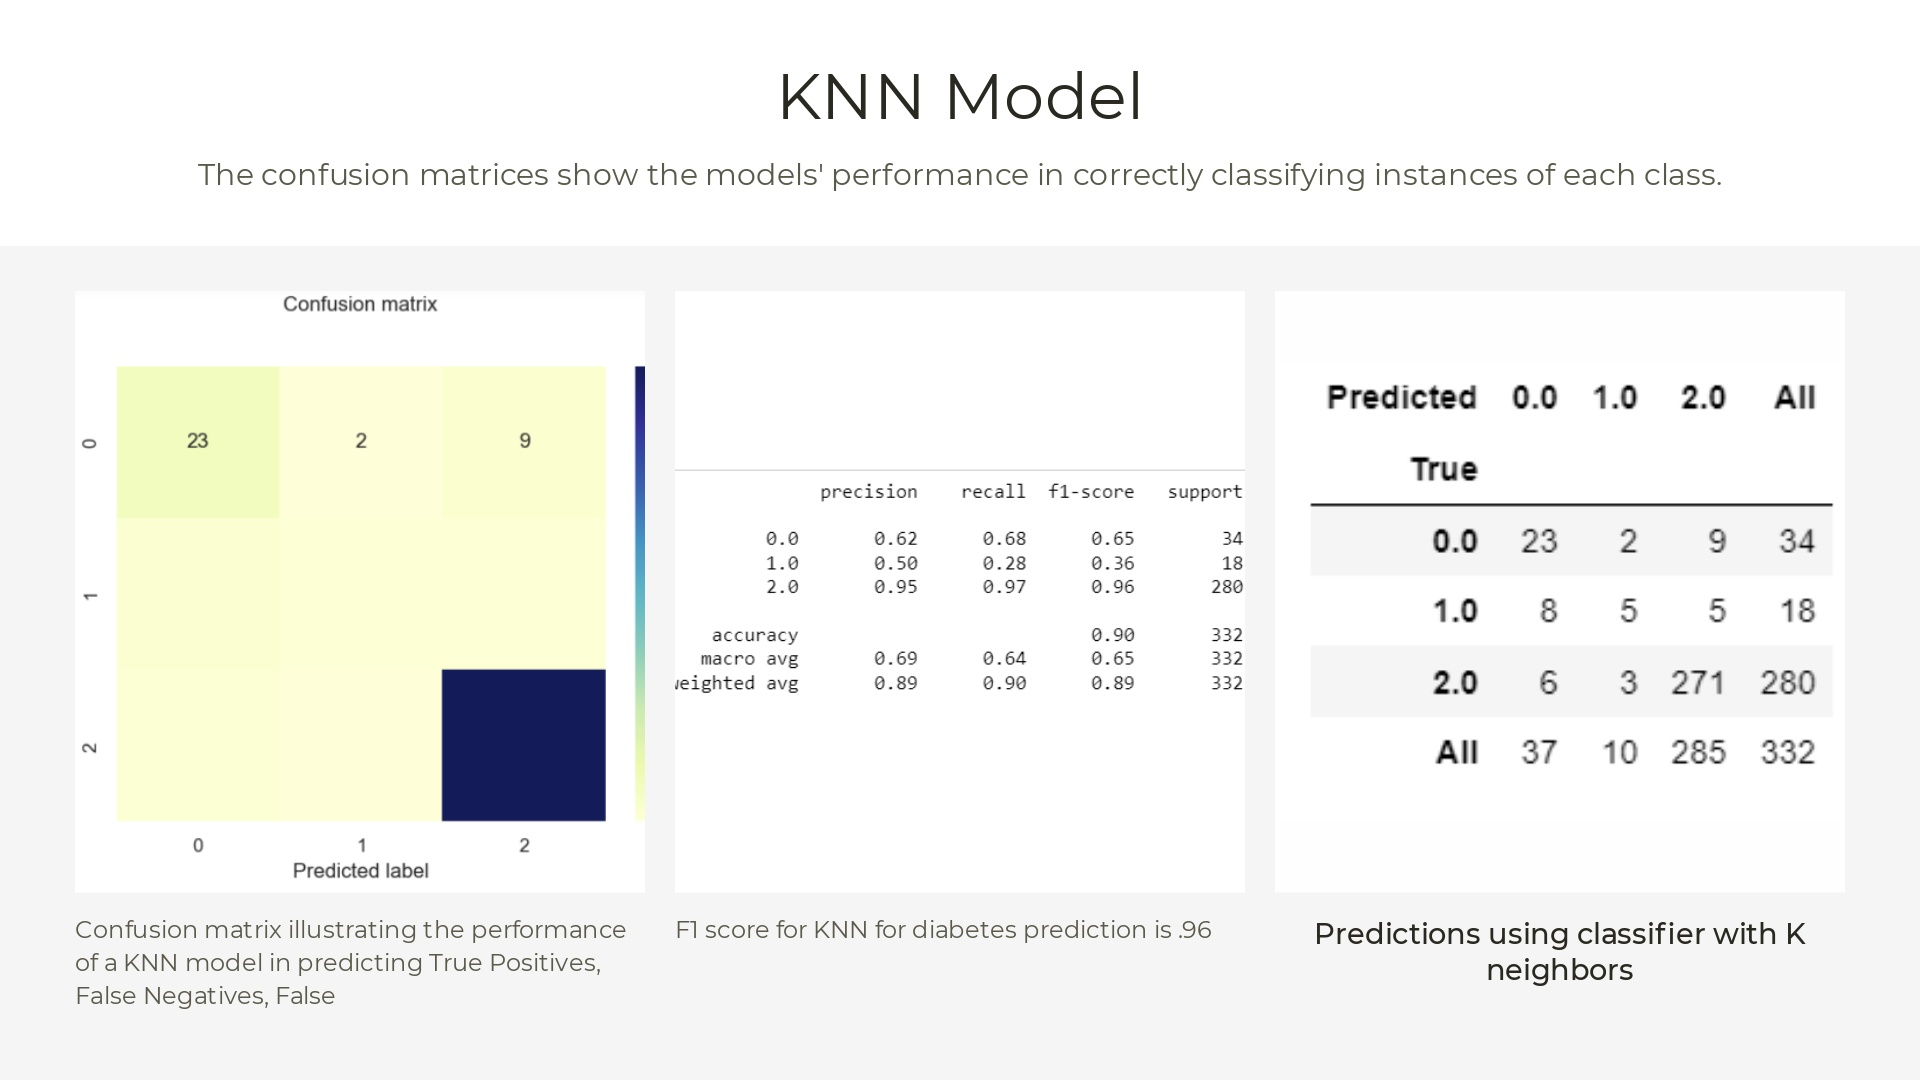 KNN Model
The confusion matrices show the models' performance in correctly classifying instances of each class.
Confusion matrix
23 2 9
0
1
2
0 1 2
Predicted label
Confusion matrix illustrating the performance
of a KNN model in predicting True Positives,
False Negatives, False
precision recall f1-score support
0.0 0.62 0.68 0.65 34
1.0 0.50 0.28 0.36 18
2.0 0.95 0.97 0.96 280
accuracy 0.90 332
macro avg 0.69 0.64 0.65 332
weighted avg 0.89 0.90 0.89 332
F1 score for KNN for diabetes prediction is .96
Predicted 0.0 1.0 2.0 All
True
0.0 23 2 9 34
1.0 8 5 5 18
2.0 6 3 271 280
All 37 10 285 332
Predictions using classifier with K
neighbors